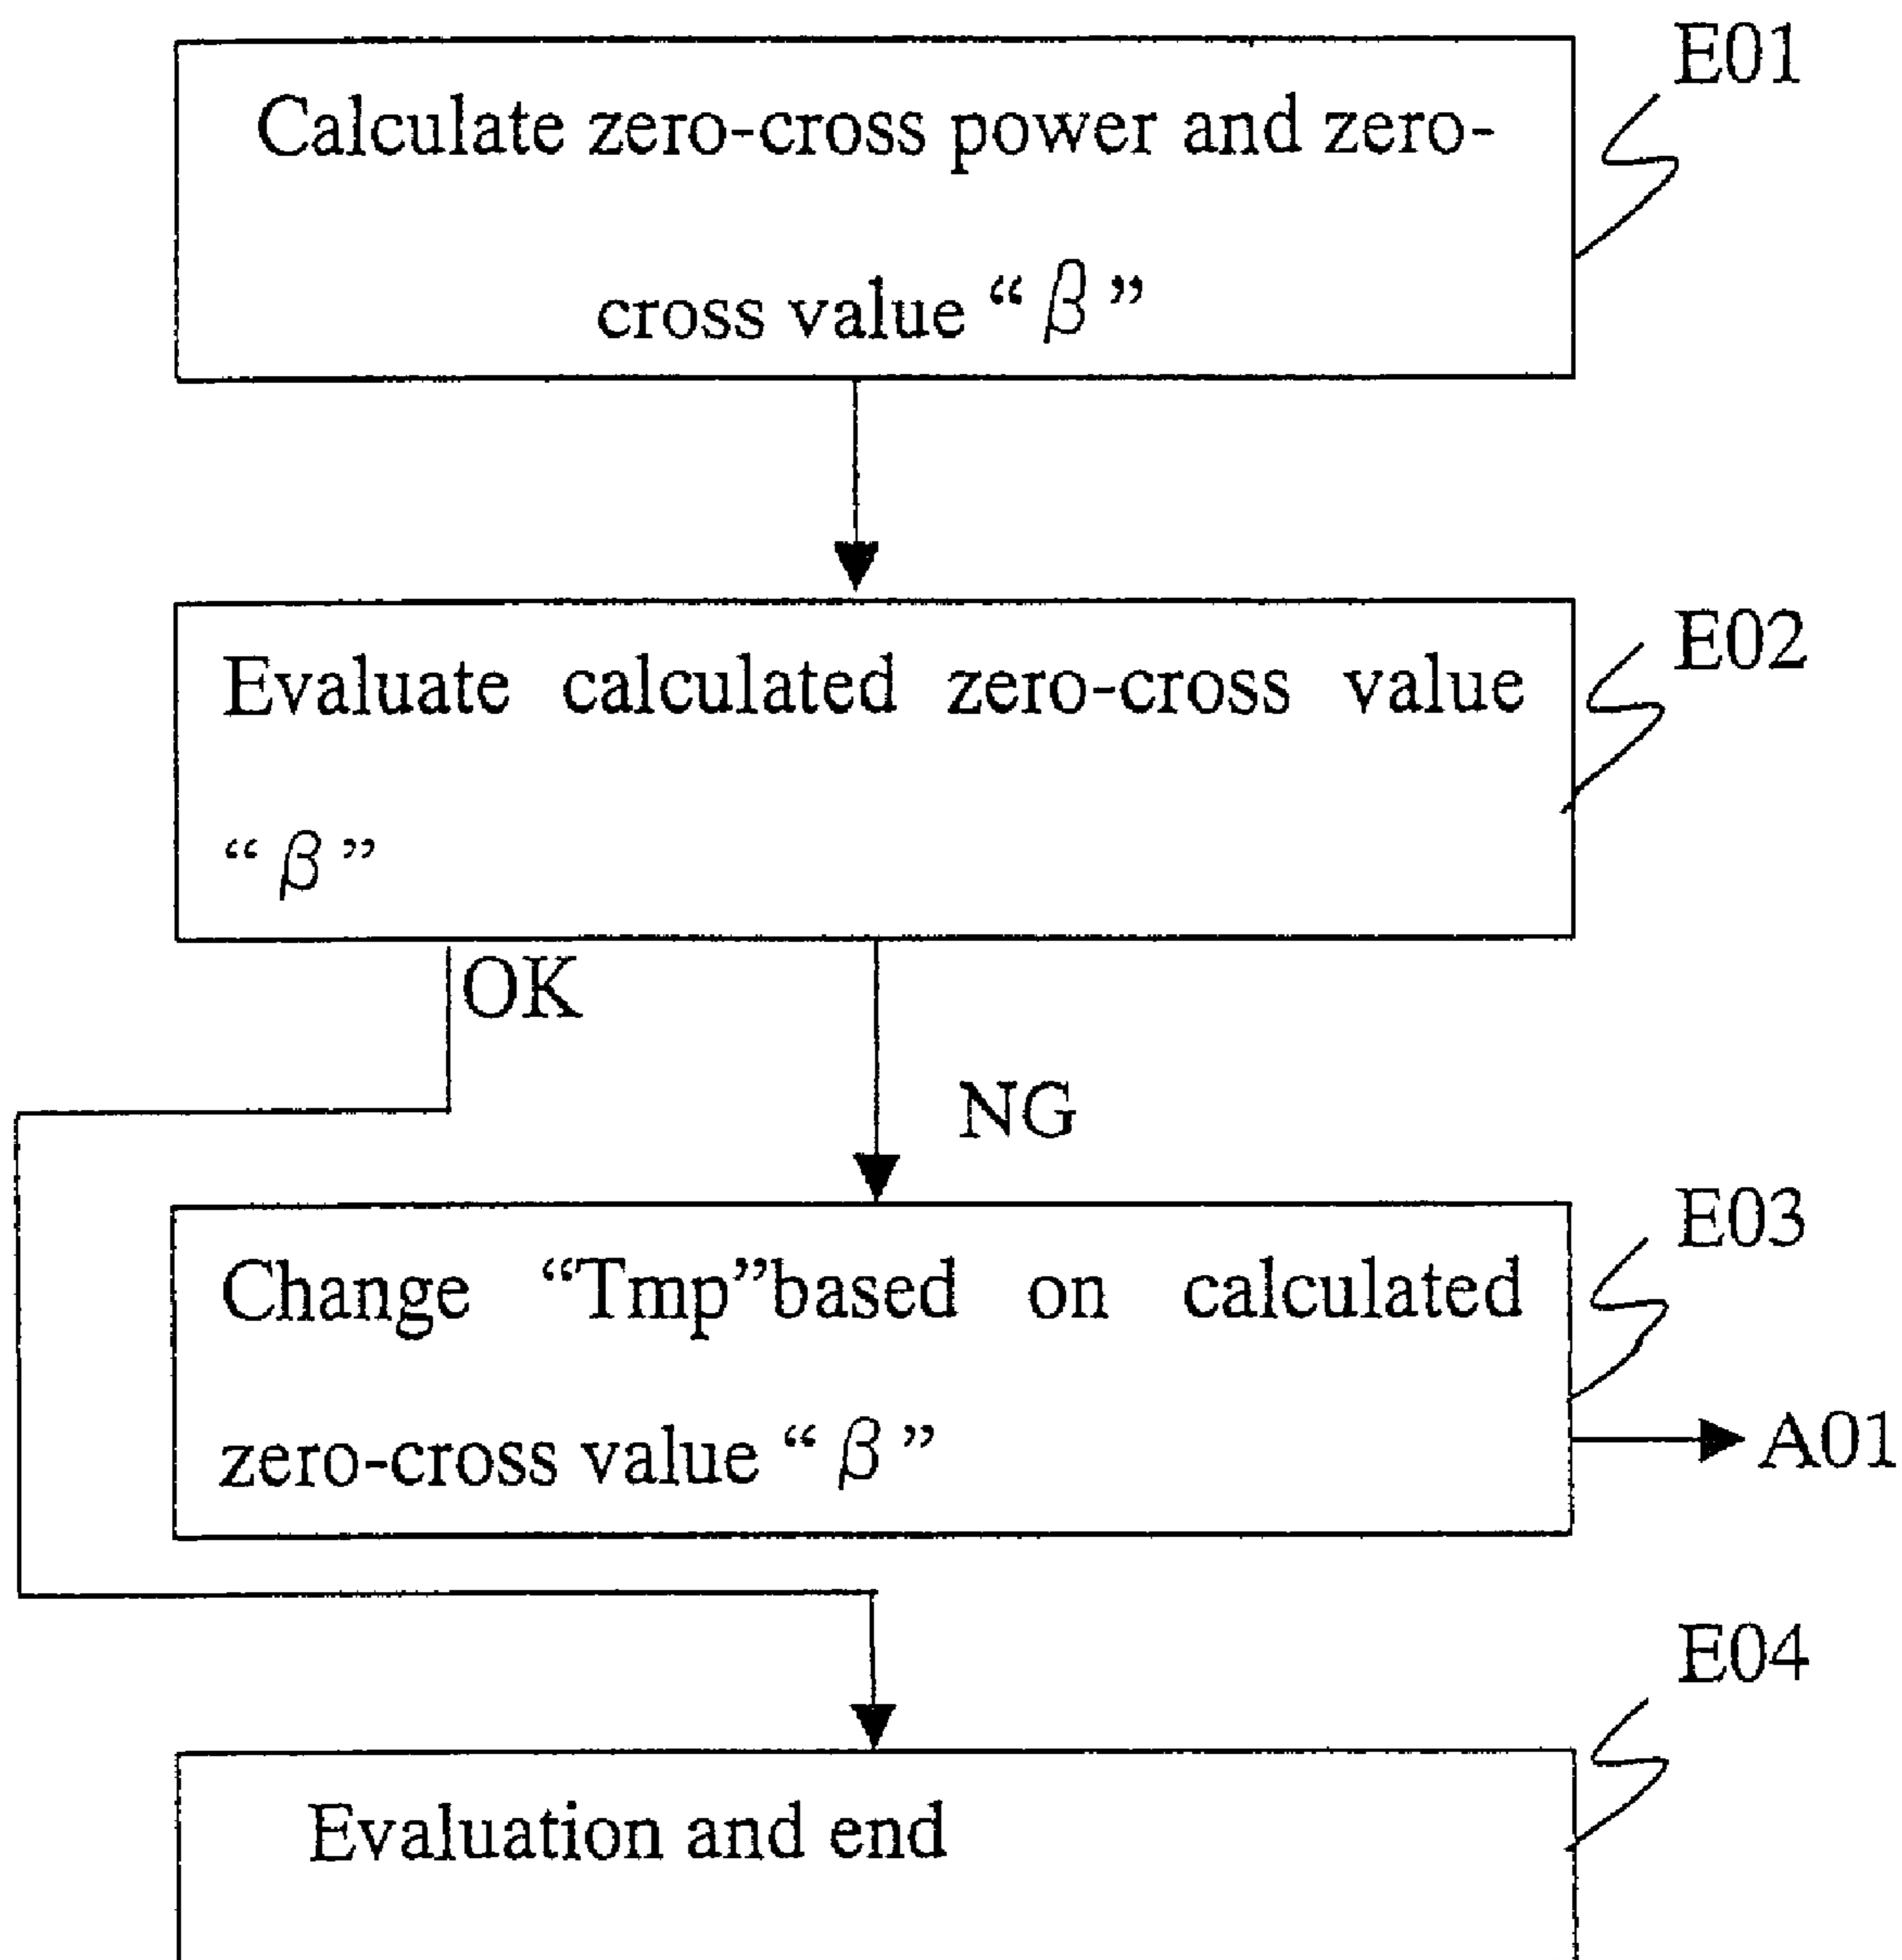 E01
Calculate zero-cross power and zero-
cross value “β”
E02
Evaluate calculated zero-cross value
“β”
OK
NG
E03
Change “Tmp”based on calculated
zero-cross value “β”
A01
E04
Evaluation and end